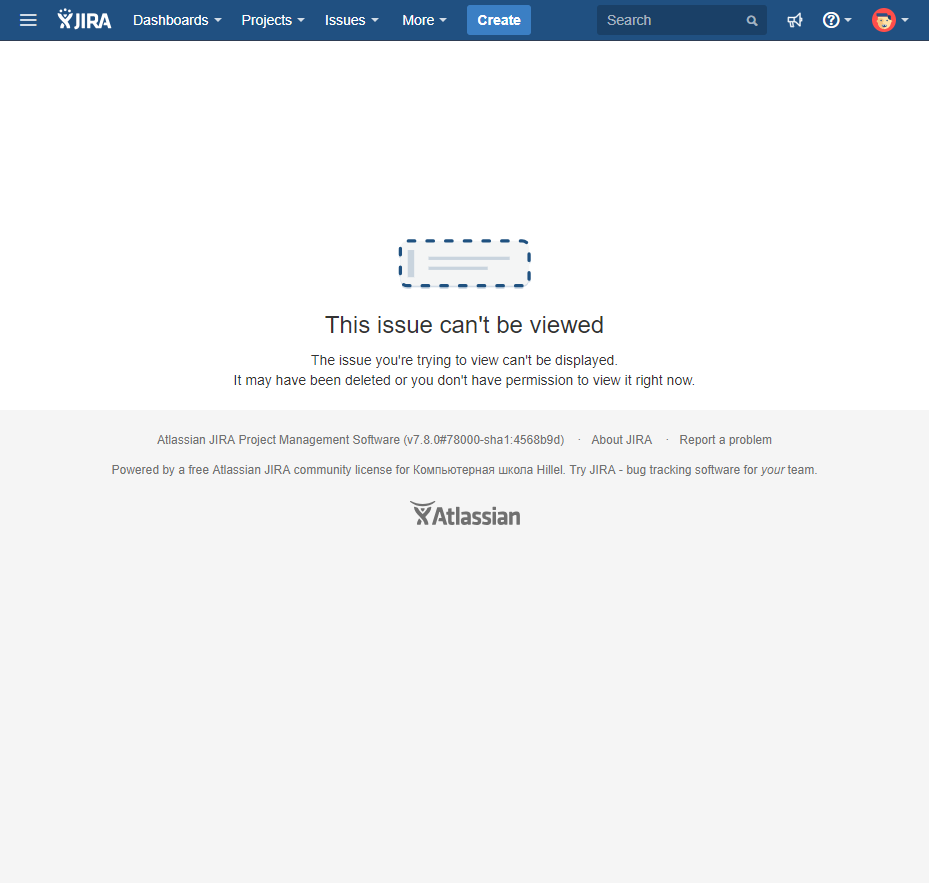 JIRA Dashboards Projects Issues More Create Search ?
This issue can't be viewed
The issue you're trying to view can't be displayed.
It may have been deleted or you don't have permission to view it right now.
Atlassian JIRA Project Management Software (v7.8.0#78000-sha1:4568b9d) · About JIRA · Report a problem
Powered by a free Atlassian JIRA community license for Компьютерная школа Hillel. Try JIRA - bug tracking software for your team.
Atlassian